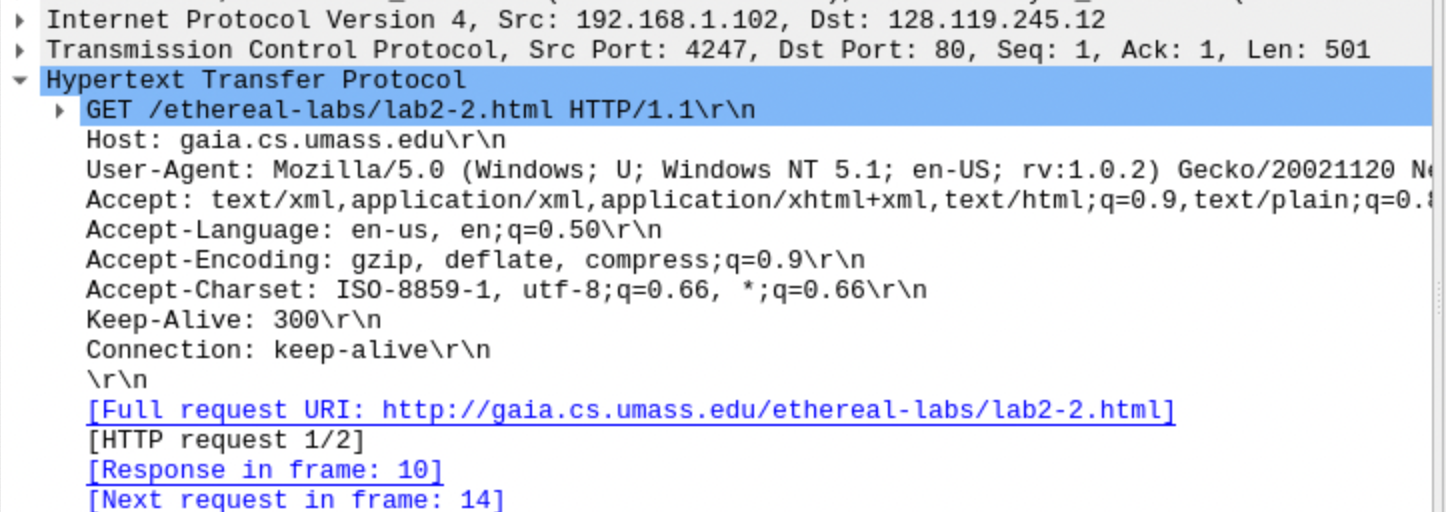 Internet Protocol Version 4, Src: 192.168.1.102, Dst: 128.119.245.12
Transmission Control Protocol, Src Port: 4247, Dst Port: 80, Seq: 1, Ack: 1, Len: 501
Hypertext Transfer Protocol
GET /ethereal-labs/lab2-2.html HTTP/1.1\r\n
Host: gaia.cs.umass.edu\r\n
User-Agent: Mozilla/5.0 (Windows; U; Windows NT 5.1; en-US; rv:1.0.2) Gecko/20021120
Accept: text/xml,application/xml,application/xhtml+xml,text/html;q=0.9,text/plain;q=0.
Accept-Language: en-us, en;q=0.50\r\n
Accept-Encoding: gzip, deflate, compress;q=0.9\r\n
Accept-Charset: ISO-8859-1, utf-8;q=0.66, *;q=0.66\r\n
Keep-Alive: 300\r\n
Connection: keep-alive\r\n
\r\n
[Full request URI: http://gaia.cs.umass.edu/ethereal-labs/lab2-2.html]
[HTTP request 1/2]
[Response in frame: 10]
[Next request in frame: 14]